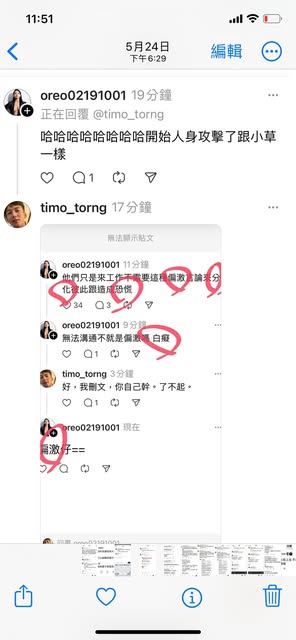 11:51
5月24日
下午6:29
編輯
oreo02191001 19分鐘
正在回覆 @timo_torng
哈哈哈哈哈哈哈哈開始人身攻擊了跟小草
一樣
1
timo_torng 17分鐘
無法顯示貼文
oreo02191001 11分鐘
他們只是來工作不需要這種偏激言論來分
化彼此跟造成恐慌
34 3
oreo02191001 9分鐘
無法溝通不就是偏激嗎 白癡
1
timo_torng 3分鐘
好，我刪文，你自己幹。了不起。
1
oreo02191001 現在
偏激仔==
回覆 oreo02191001